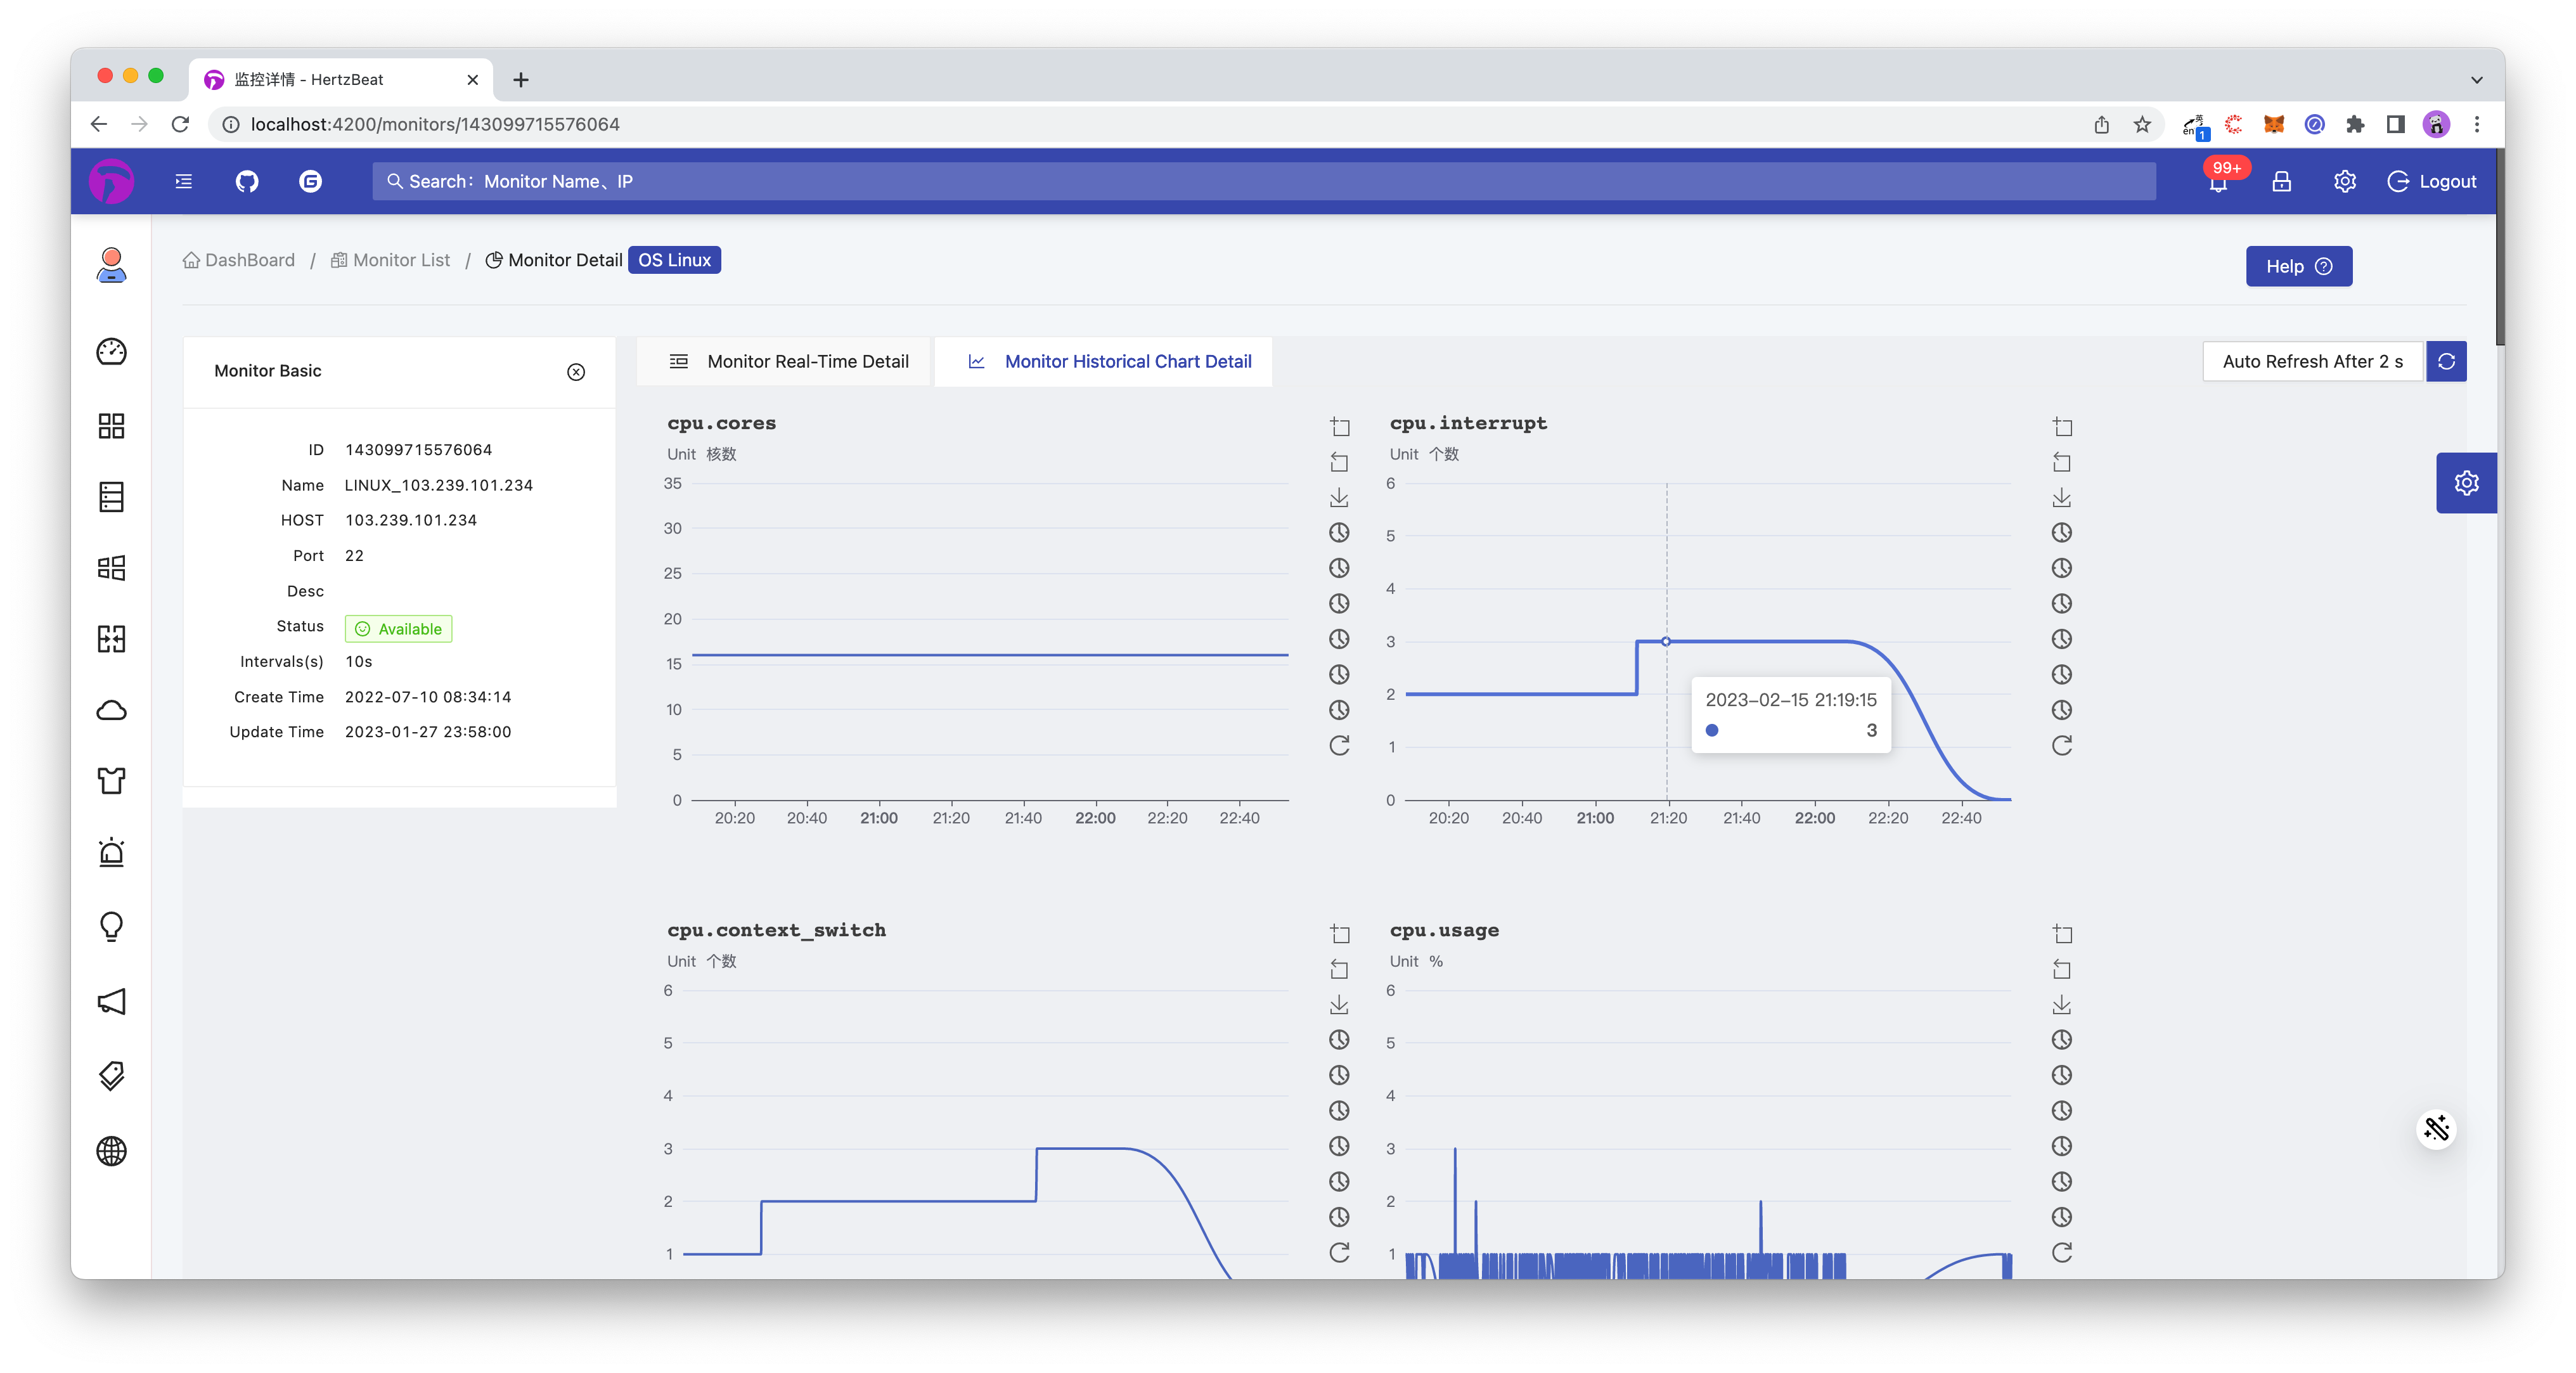 监控详情 - HertzBeat
localhost:4200/monitors/143099715576064
英
en
1
Search：Monitor Name、IP
99+
Logout
DashBoard / Monitor List / Monitor Detail OS Linux
Help
Monitor Basic
ID 143099715576064
Name LINUX_103.239.101.234
HOST 103.239.101.234
Port 22
Desc
Status Available
Intervals(s) 10s
Create Time 2022-07-10 08:34:14
Update Time 2023-01-27 23:58:00
Monitor Real-Time Detail
Monitor Historical Chart Detail
Auto Refresh After 2 s
cpu.cores
Unit 核数
35
30
25
20
15
10
5
0
20:20 20:40 21:00 21:20 21:40 22:00 22:20 22:40
cpu.interrupt
Unit 个数
6
5
4
3
2
1
0
20:20 20:40 21:00 21:20 21:40 22:00 22:20 22:40
2023-02-15 21:19:15
3
cpu.context_switch
Unit 个数
6
5
4
3
2
1
cpu.usage
Unit %
6
5
4
3
2
1